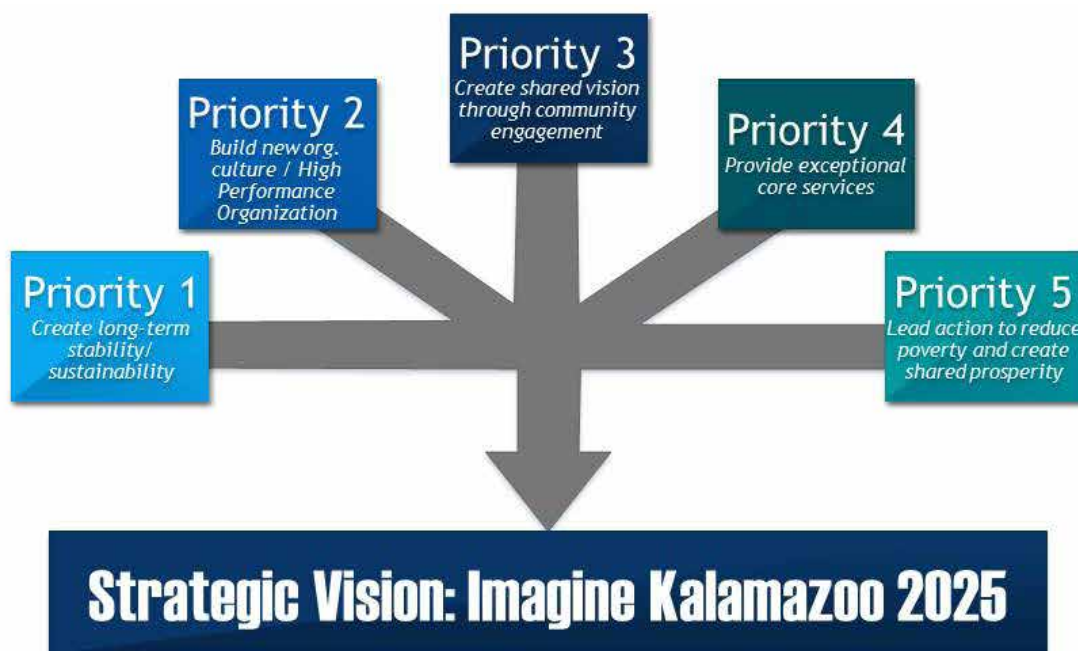 Priority 1
Create long-term
stability/
sustainability
Priority 2
Build new org.
culture / High
Performance
Organization
Priority 3
Create shared vision
through community
engagement
Priority 4
Provide exceptional
core services
Priority 5
Lead action to reduce
poverty and create
shared prosperity
Strategic Vision: Imagine Kalamazoo 2025